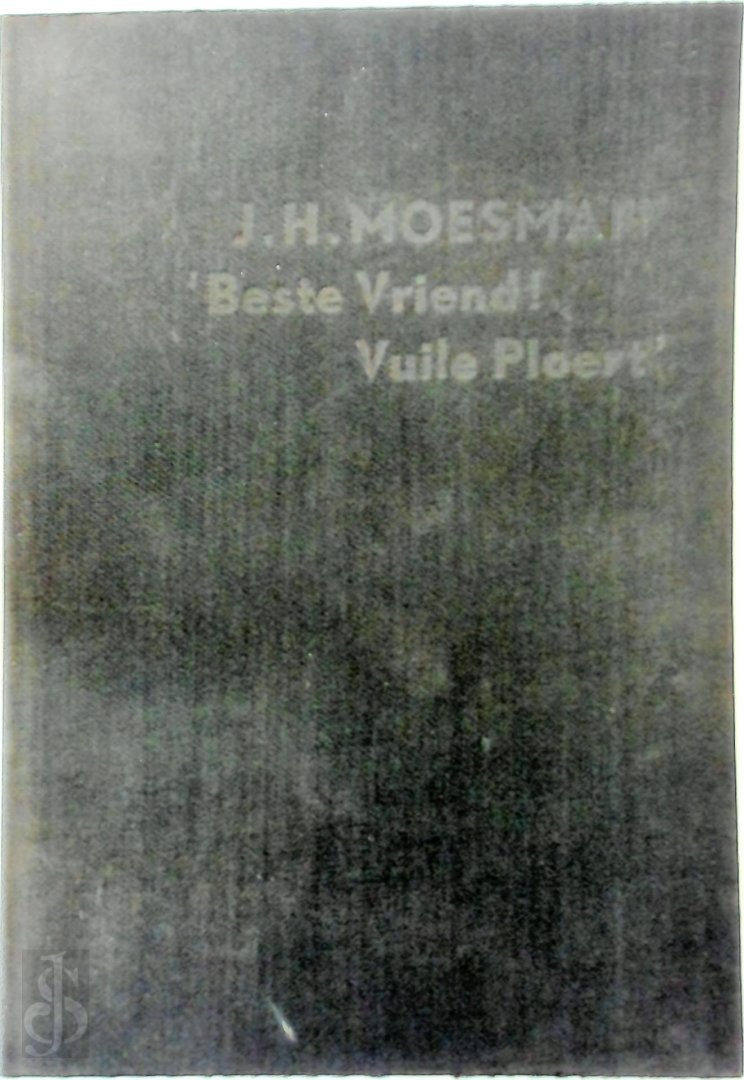 J.H. MOESMAN
'Beste Vriend!
Vuile Ploert'